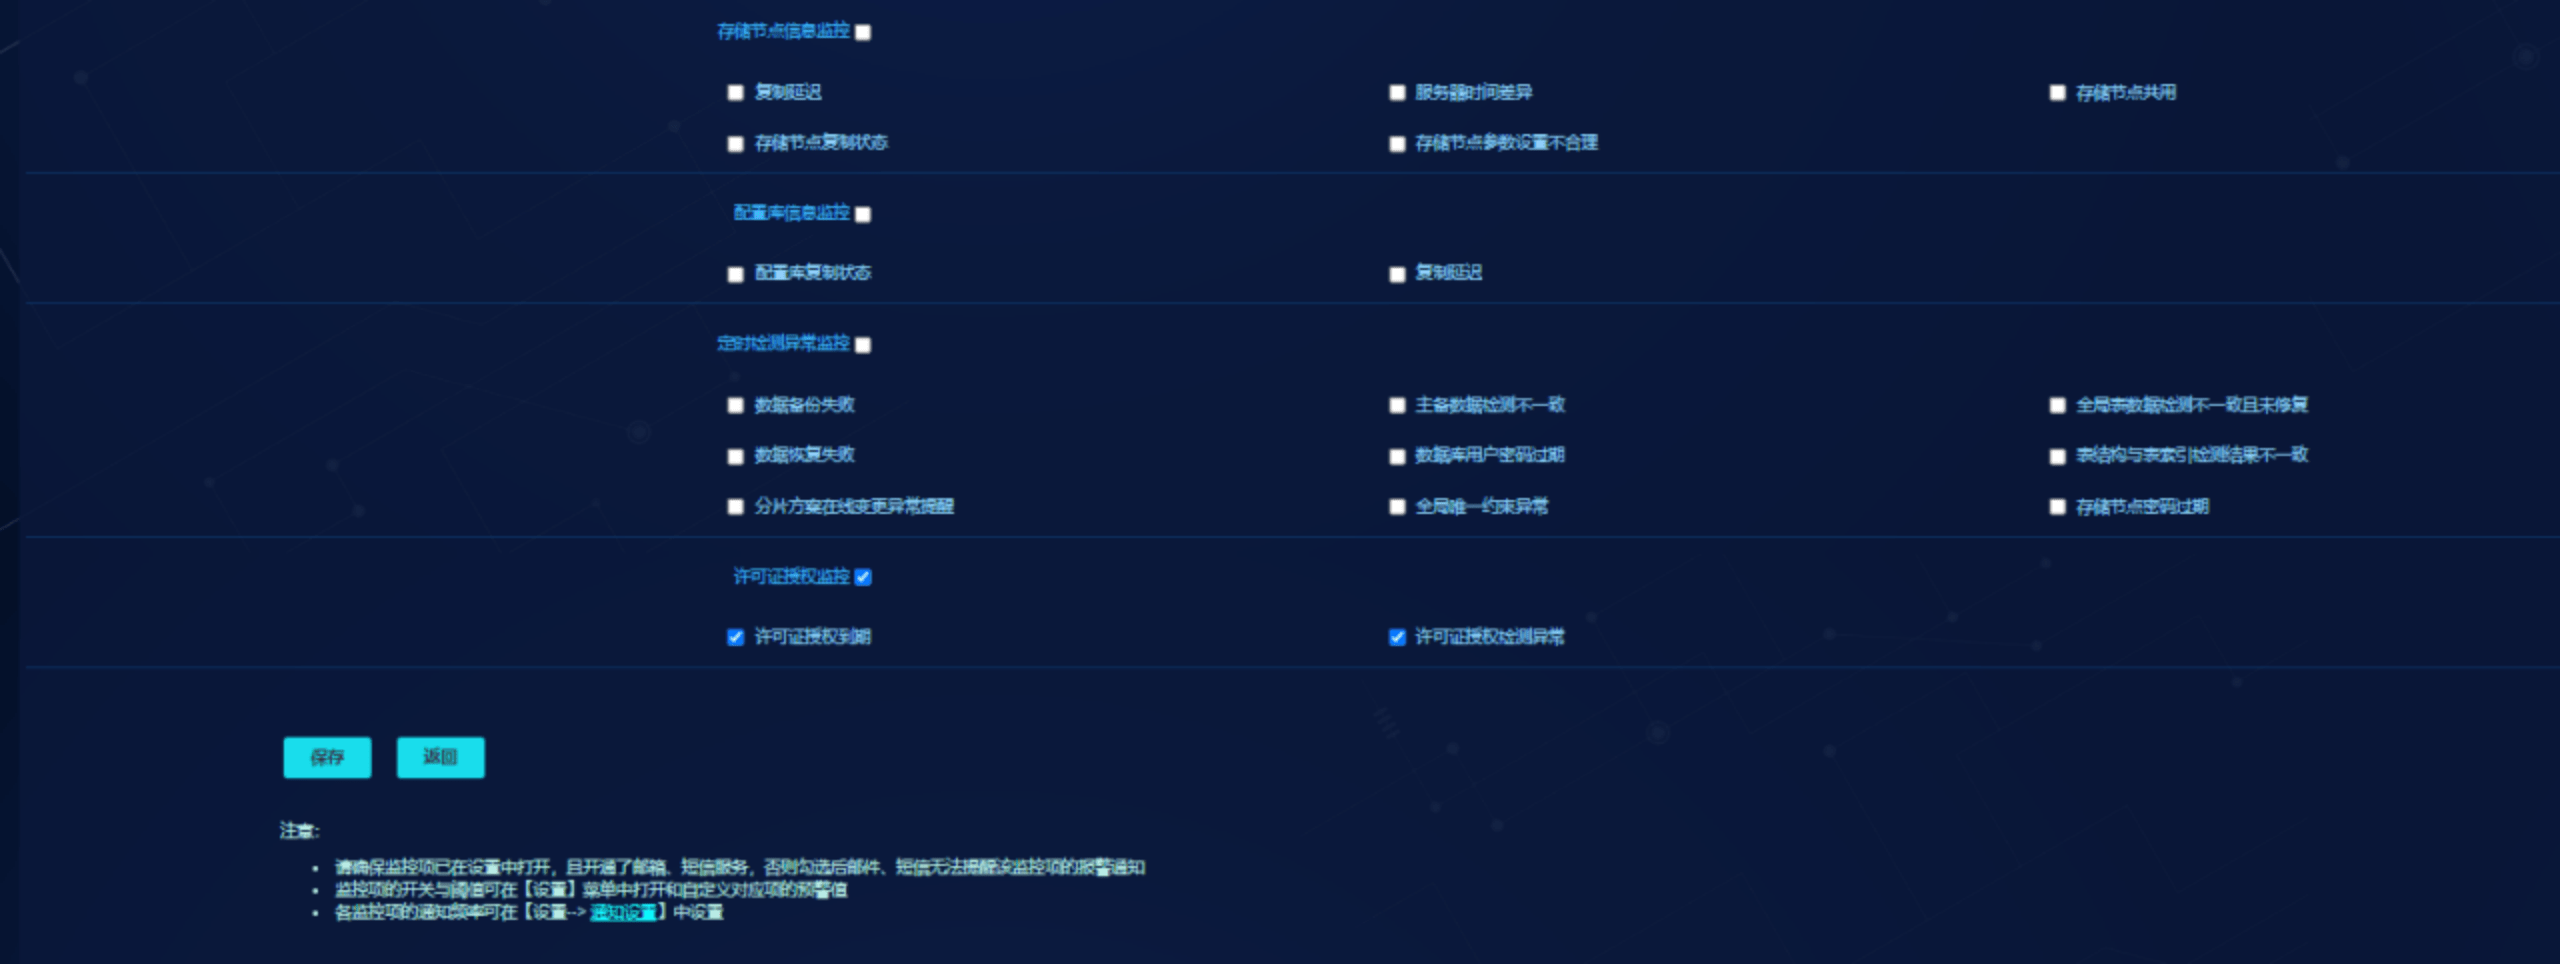 存储节点信息监控
复制延迟 服务器时间差异 存储节点共用
存储节点复制状态 存储节点参数设置不合理
配置库信息监控
配置库复制状态 复制延迟
定时检测异常监控
数据备份失败 主备数据检测不一致 全局表数据检测不一致且未修复
数据恢复失败 数据库用户密码过期 表结构与表索引检测结果不一致
分片方案在线变更异常提醒 全局唯一约束异常 存储节点密码过期
许可证授权监控
许可证授权到期 许可证授权检测异常
保存 返回
注意:
请确保监控项已在设置中打开，且开通了邮箱、短信服务，否则勾选后邮件、短信无法提醒该监控项的报警通知
监控项的开关与阈值可在【设置】菜单中打开和自定义对应项的预警值
各监控项的通知频率可在【设置--> 通知设置】中设置